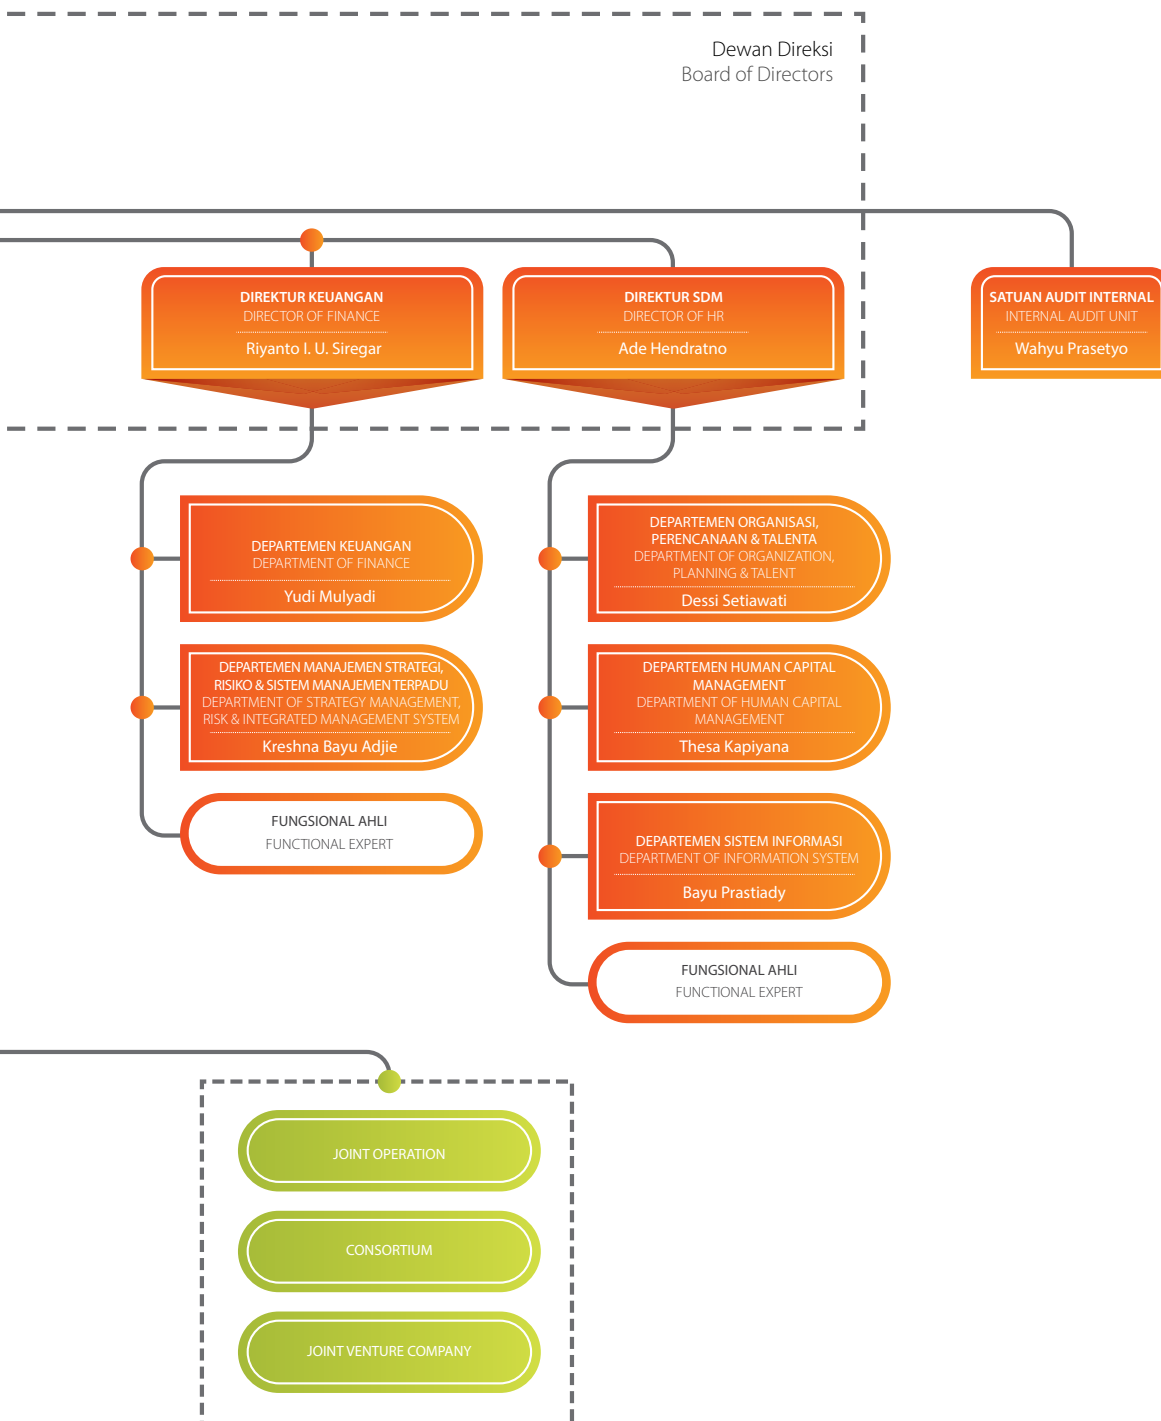 Dewan Direksi
Board of Directors
DIREKTUR KEUANGAN
DIRECTOR OF FINANCE
Riyanto I. U. Siregar
DIREKTUR SDM
DIRECTOR OF HR
Ade Hendratno
SATUAN AUDIT INTERNAL
INTERNAL AUDIT UNIT
Wahyu Prasetyo
DEPARTEMEN KEUANGAN
DEPARTMENT OF FINANCE
Yudi Mulyadi
DEPARTEMEN MANAJEMEN STRATEGI,
RISIKO & SISTEM MANAJEMEN TERPADU
DEPARTMENT OF STRATEGY MANAGEMENT,
RISK & INTEGRATED MANAGEMENT SYSTEM
Kreshna Bayu Adjie
FUNGSIONAL AHLI
FUNCTIONAL EXPERT
DEPARTEMEN ORGANISASI,
PERENCANAAN & TALENTA
DEPARTMENT OF ORGANIZATION,
PLANNING & TALENT
Dessi Setiawati
DEPARTEMEN HUMAN CAPITAL
MANAGEMENT
DEPARTMENT OF HUMAN CAPITAL
MANAGEMENT
Thesa Kapiyana
DEPARTEMEN SISTEM INFORMASI
DEPARTMENT OF INFORMATION SYSTEM
Bayu Prastiady
FUNGSIONAL AHLI
FUNCTIONAL EXPERT
JOINT OPERATION
CONSORTIUM
JOINT VENTURE COMPANY